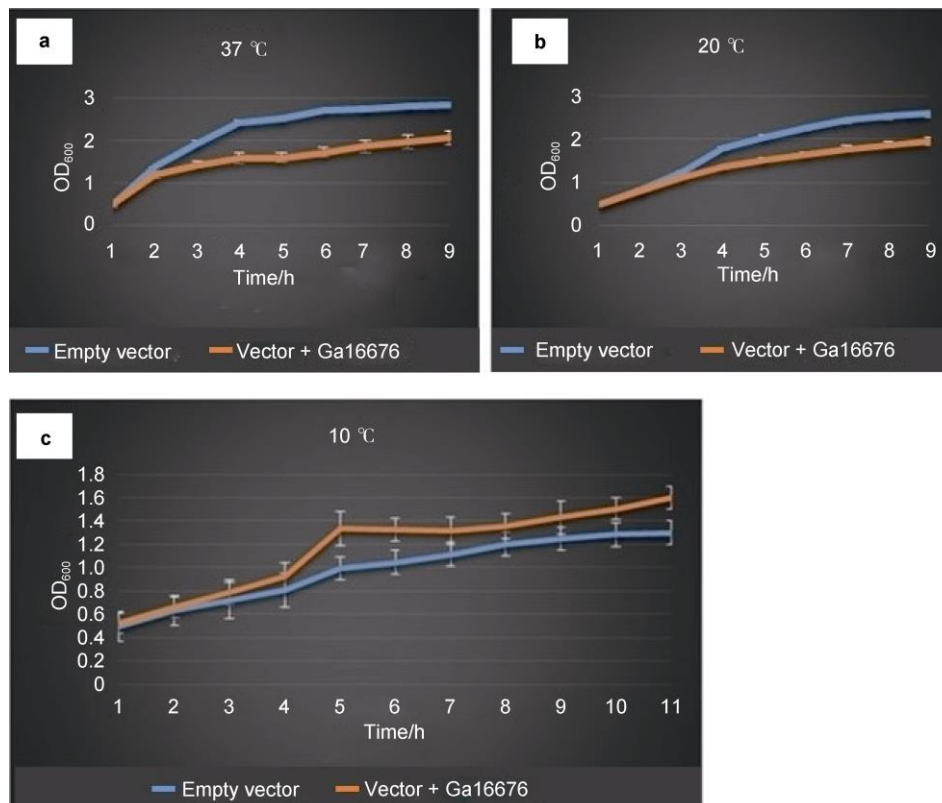 a
37 ℃
3
2
1
0
OD600
1 2 3 4 5 6 7 8 9
Time/h
Empty vector Vector + Ga16676
b
20 ℃
3
2
1
0
OD600
1 2 3 4 5 6 7 8 9
Time/h
Empty vector Vector + Ga16676
c
10 ℃
1.8
1.6
1.4
1.2
1.0
0.8
0.6
0.4
0.2
0
OD600
1 2 3 4 5 6 7 8 9 10 11
Time/h
Empty vector Vector + Ga16676